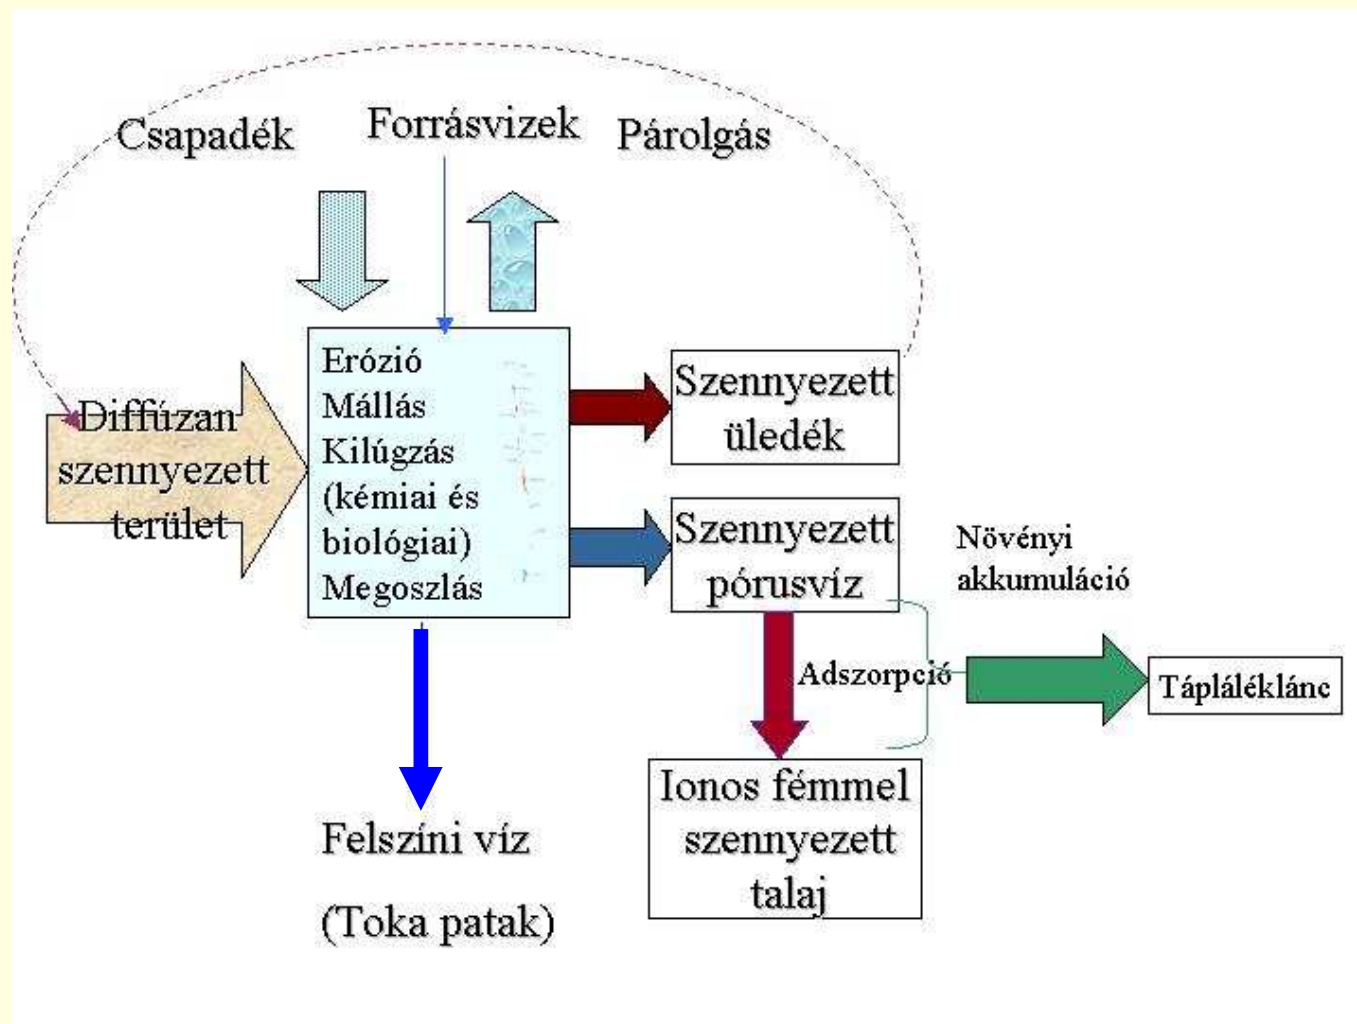 Csapadék
Forrásvizek
Párolgás
Diffúzan
szennyezett
terület
Erózió
Mállás
Kilúgzás
(kémiai és
biológiai)
Megoszlás
Szennyezett
üledék
Szennyezett
pórusvíz
Növényi
akkumuláció
Adszorpció
Tápláléklánc
Ionos fémmel
szennyezett
talaj
Felszíni víz
(Toka patak)